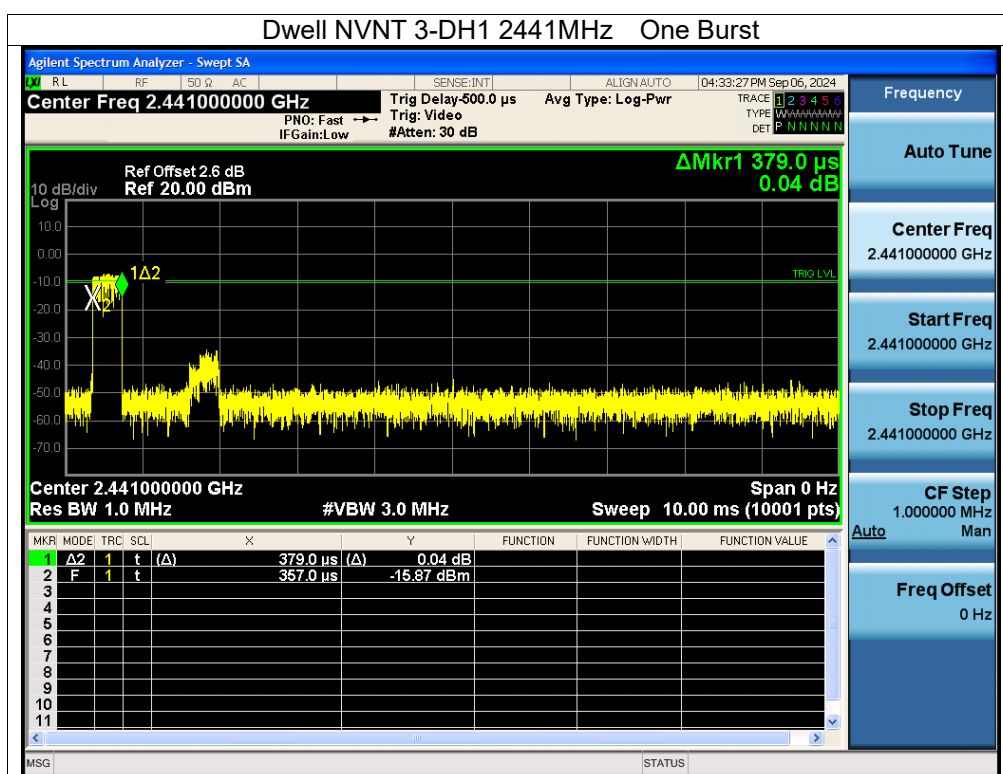 Dwell NVNT 3-DH1 2441MHz One Burst
Agilent Spectrum Analyzer - Swept SA
LXI RL RF 50 Ω AC SENSE:INT ALIGN AUTO 04:33:27 PM Sep 06, 2024
Center Freq 2.441000000 GHz
PNO: Fast
IFGain:Low
Trig Delay-500.0 µs
Trig: Video
#Atten: 30 dB
Avg Type: Log-Pwr
TRACE 1 2 3 4 5 6
TYPE WWWWWW
DET P N N N N N
ΔMkr1 379.0 µs
0.04 dB
Ref Offset 2.6 dB
10 dB/div Ref 20.00 dBm
Log
10.0
0.00
-10.0
-20.0
-30.0
-40.0
-50.0
-60.0
-70.0
1Δ2
X2
TRIG LVL
Center 2.441000000 GHz Span 0 Hz
Res BW 1.0 MHz #VBW 3.0 MHz Sweep 10.00 ms (10001 pts)
MKR MODE TRC SCL X Y FUNCTION FUNCTION WIDTH FUNCTION VALUE
1 Δ2 1 t (Δ) 379.0 µs (Δ) 0.04 dB
2 F 1 t 357.0 µs -15.87 dBm
3
4
5
6
7
8
9
10
11
MSG STATUS
Frequency
Auto Tune
Center Freq
2.441000000 GHz
Start Freq
2.441000000 GHz
Stop Freq
2.441000000 GHz
CF Step
1.000000 MHz
Auto Man
Freq Offset
0 Hz